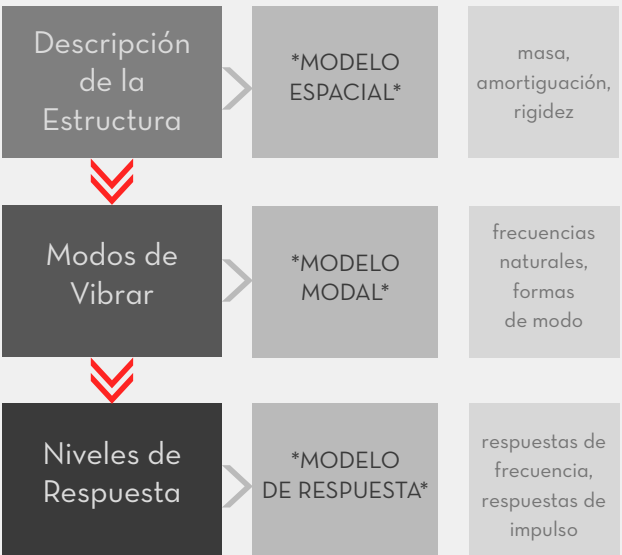 Descripción
de la
Estructura
*MODELO
ESPACIAL*
masa,
amortiguación,
rigidez
Modos de
Vibrar
*MODELO
MODAL*
frecuencias
naturales,
formas
de modo
Niveles de
Respuesta
*MODELO
DE RESPUESTA*
respuestas de
frecuencia,
respuestas de
impulso